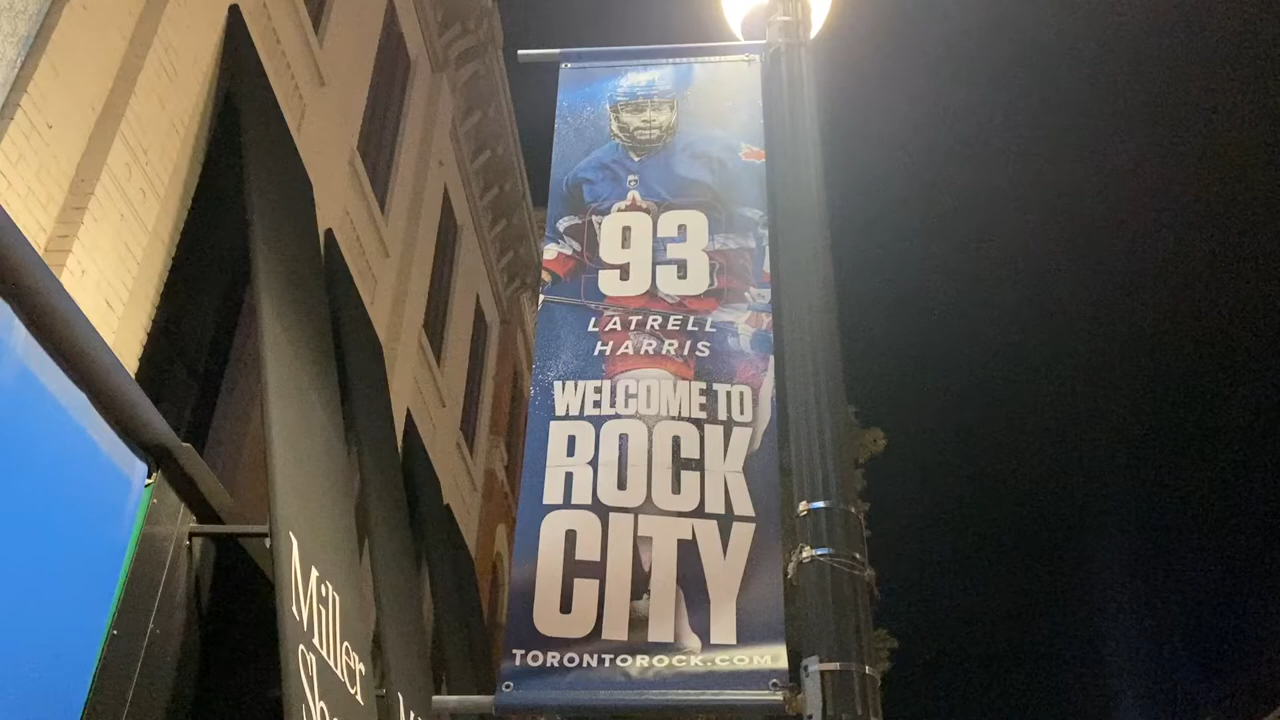 93
LATRELL
HARRIS
WELCOME TO
ROCK
CITY
TORONTOROCK.COM
Miller